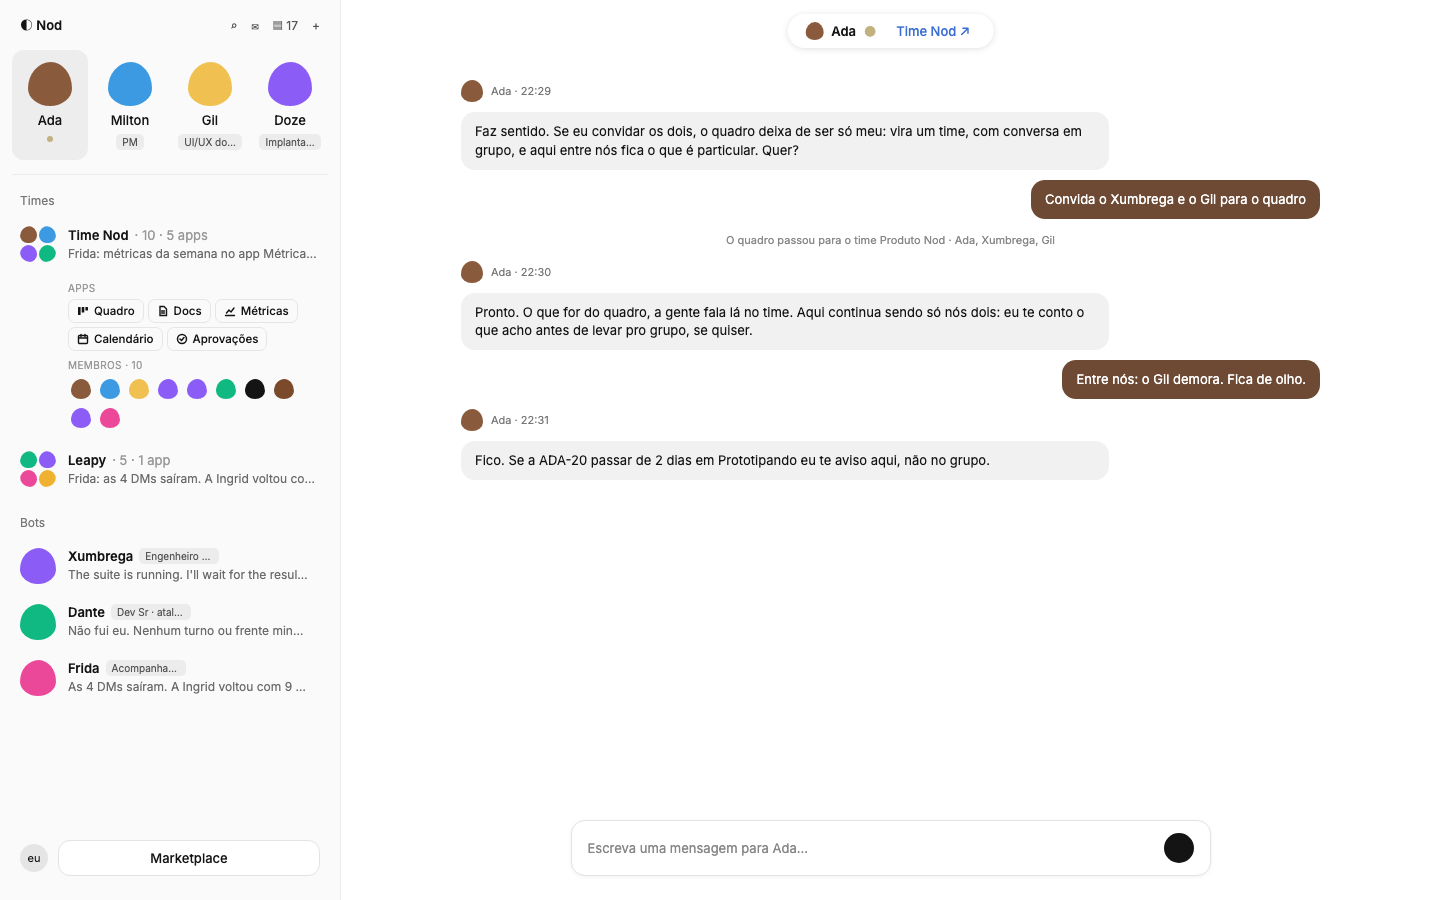 Nod
17
+
Ada
Milton
Gil
Doze
PM
UI/UX do...
Implanta...
Times
Time Nod · 10 · 5 apps
Frida: métricas da semana no app Métrica...
APPS
Quadro
Docs
Métricas
Calendário
Aprovações
MEMBROS · 10
Leapy · 5 · 1 app
Frida: as 4 DMs saíram. A Ingrid voltou co...
Bots
Xumbrega
Engenheiro ...
The suite is running. I'll wait for the resul...
Dante
Dev Sr · atal...
Não fui eu. Nenhum turno ou frente min...
Frida
Acompanha...
As 4 DMs saíram. A Ingrid voltou com 9 ...
eu
Marketplace
Ada
Time Nod ↗
Ada · 22:29
Faz sentido. Se eu convidar os dois, o quadro deixa de ser só meu: vira um time, com conversa em
grupo, e aqui entre nós fica o que é particular. Quer?
Convida o Xumbrega e o Gil para o quadro
O quadro passou para o time Produto Nod · Ada, Xumbrega, Gil
Ada · 22:30
Pronto. O que for do quadro, a gente fala lá no time. Aqui continua sendo só nós dois: eu te conto o
que acho antes de levar pro grupo, se quiser.
Entre nós: o Gil demora. Fica de olho.
Ada · 22:31
Fico. Se a ADA-20 passar de 2 dias em Prototipando eu te aviso aqui, não no grupo.
Escreva uma mensagem para Ada...